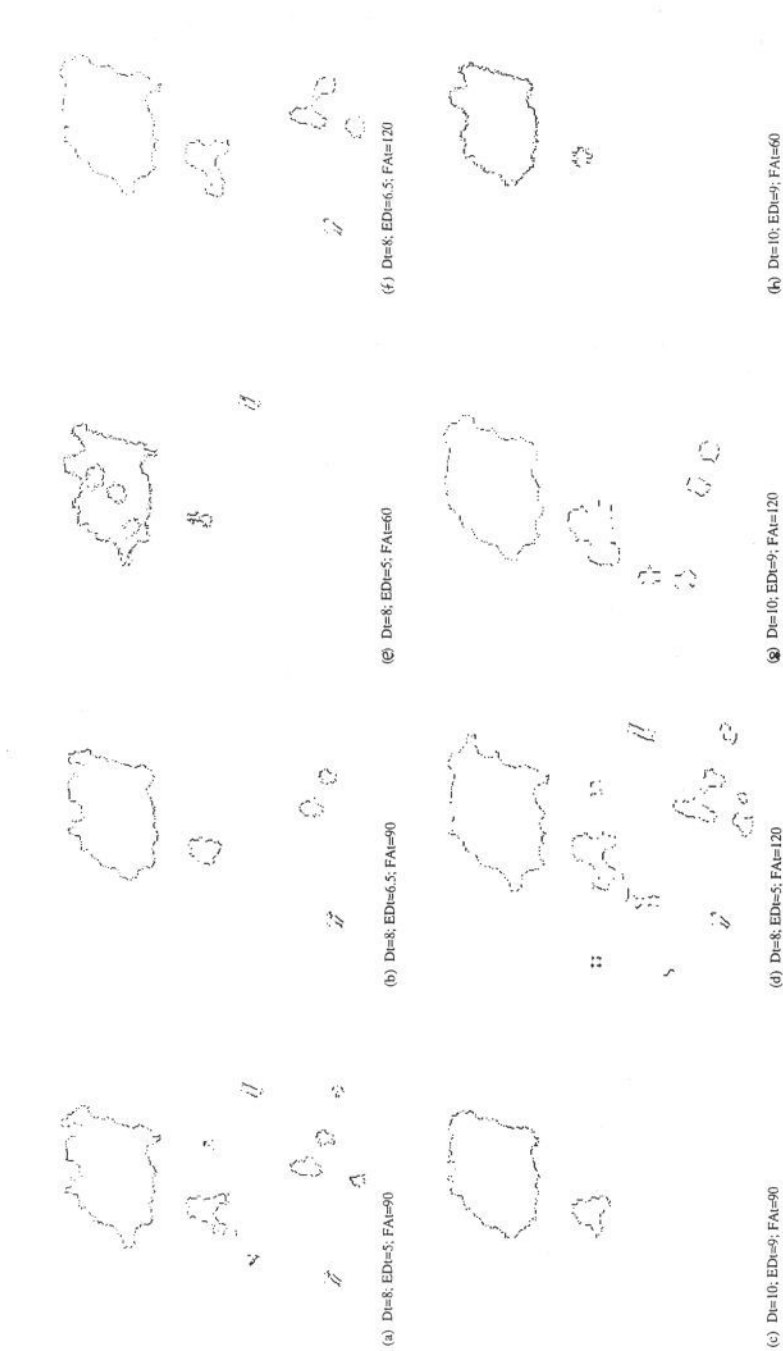 (a) Dt=8; EDt=5; FAt=90
(b) Dt=8; EDt=6.5; FAt=90
(e) Dt=8; EDt=5; FAt=60
(f) Dt=8; EDt=6.5; FAt=120
(c) Dt=10; EDt=9; FAt=90
(d) Dt=8; EDt=5; FAt=120
(g) Dt=10; EDt=9; FAt=120
(h) Dt=10; EDt=9; FAt=60